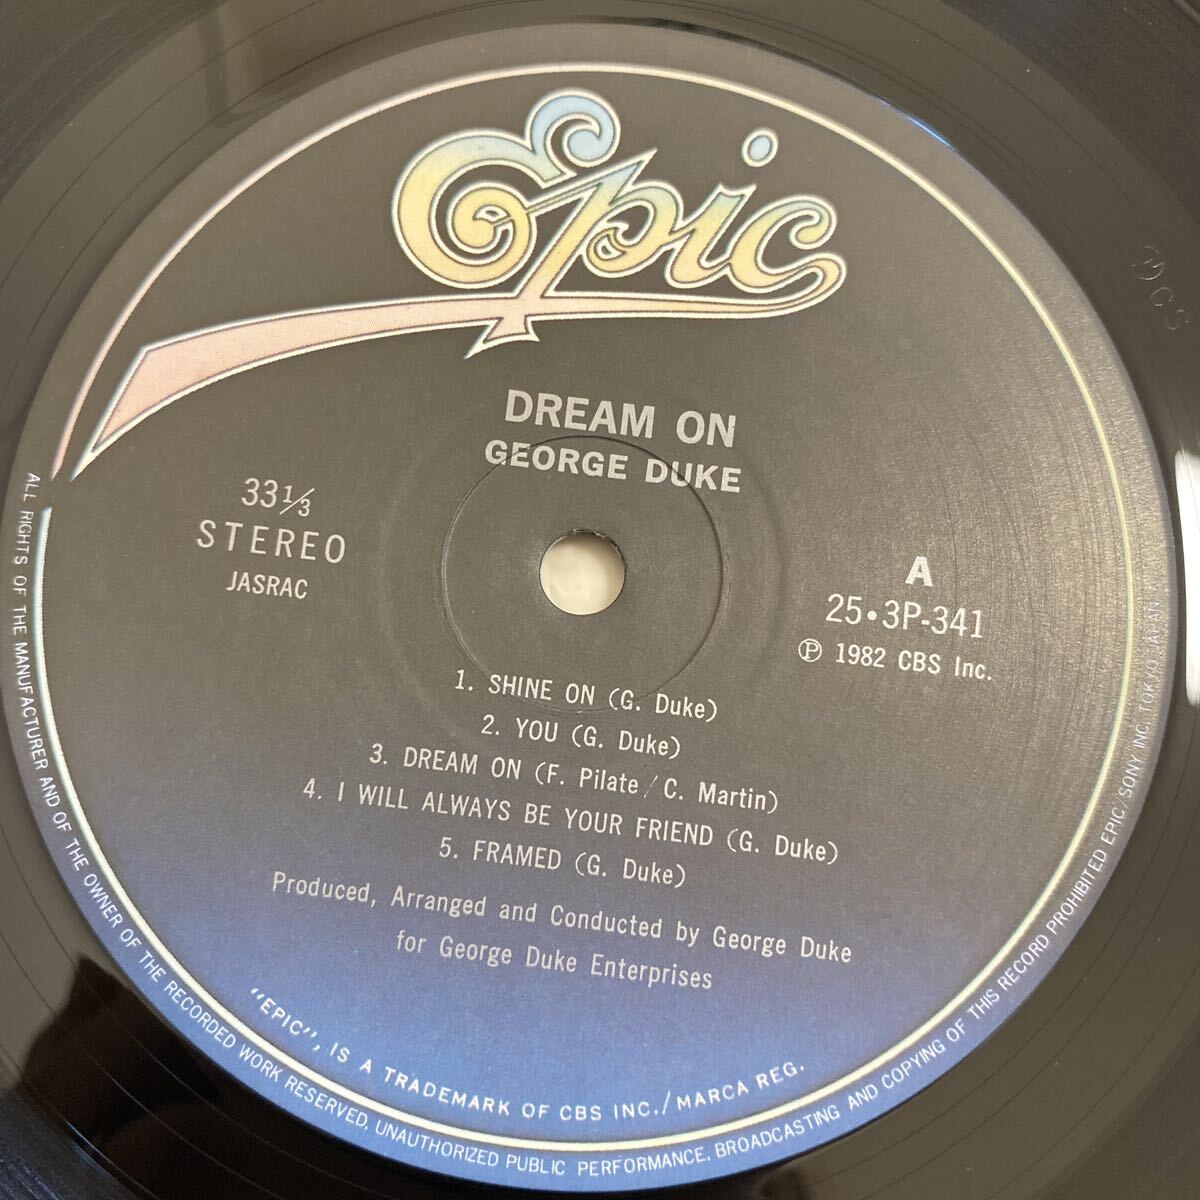 Epic
DREAM ON
GEORGE DUKE
33⅓
STEREO
JASRAC
A
25•3P-341
Ⓟ 1982 CBS Inc.
1. SHINE ON (G. Duke)
2. YOU (G. Duke)
3. DREAM ON (F. Pilate / C. Martin)
4. I WILL ALWAYS BE YOUR FRIEND (G. Duke)
5. FRAMED (G. Duke)
Produced, Arranged and Conducted by George Duke
for George Duke Enterprises
"EPIC", IS A TRADEMARK OF CBS INC./MARCA REG.
ALL RIGHTS OF THE MANUFACTURER AND OF THE OWNER OF THE RECORDED WORK RESERVED, UNAUTHORIZED PUBLIC PERFORMANCE, BROADCASTING AND COPYING OF THIS RECORD PROHIBITED EPIC/SONY INC. TOKYO JAPAN